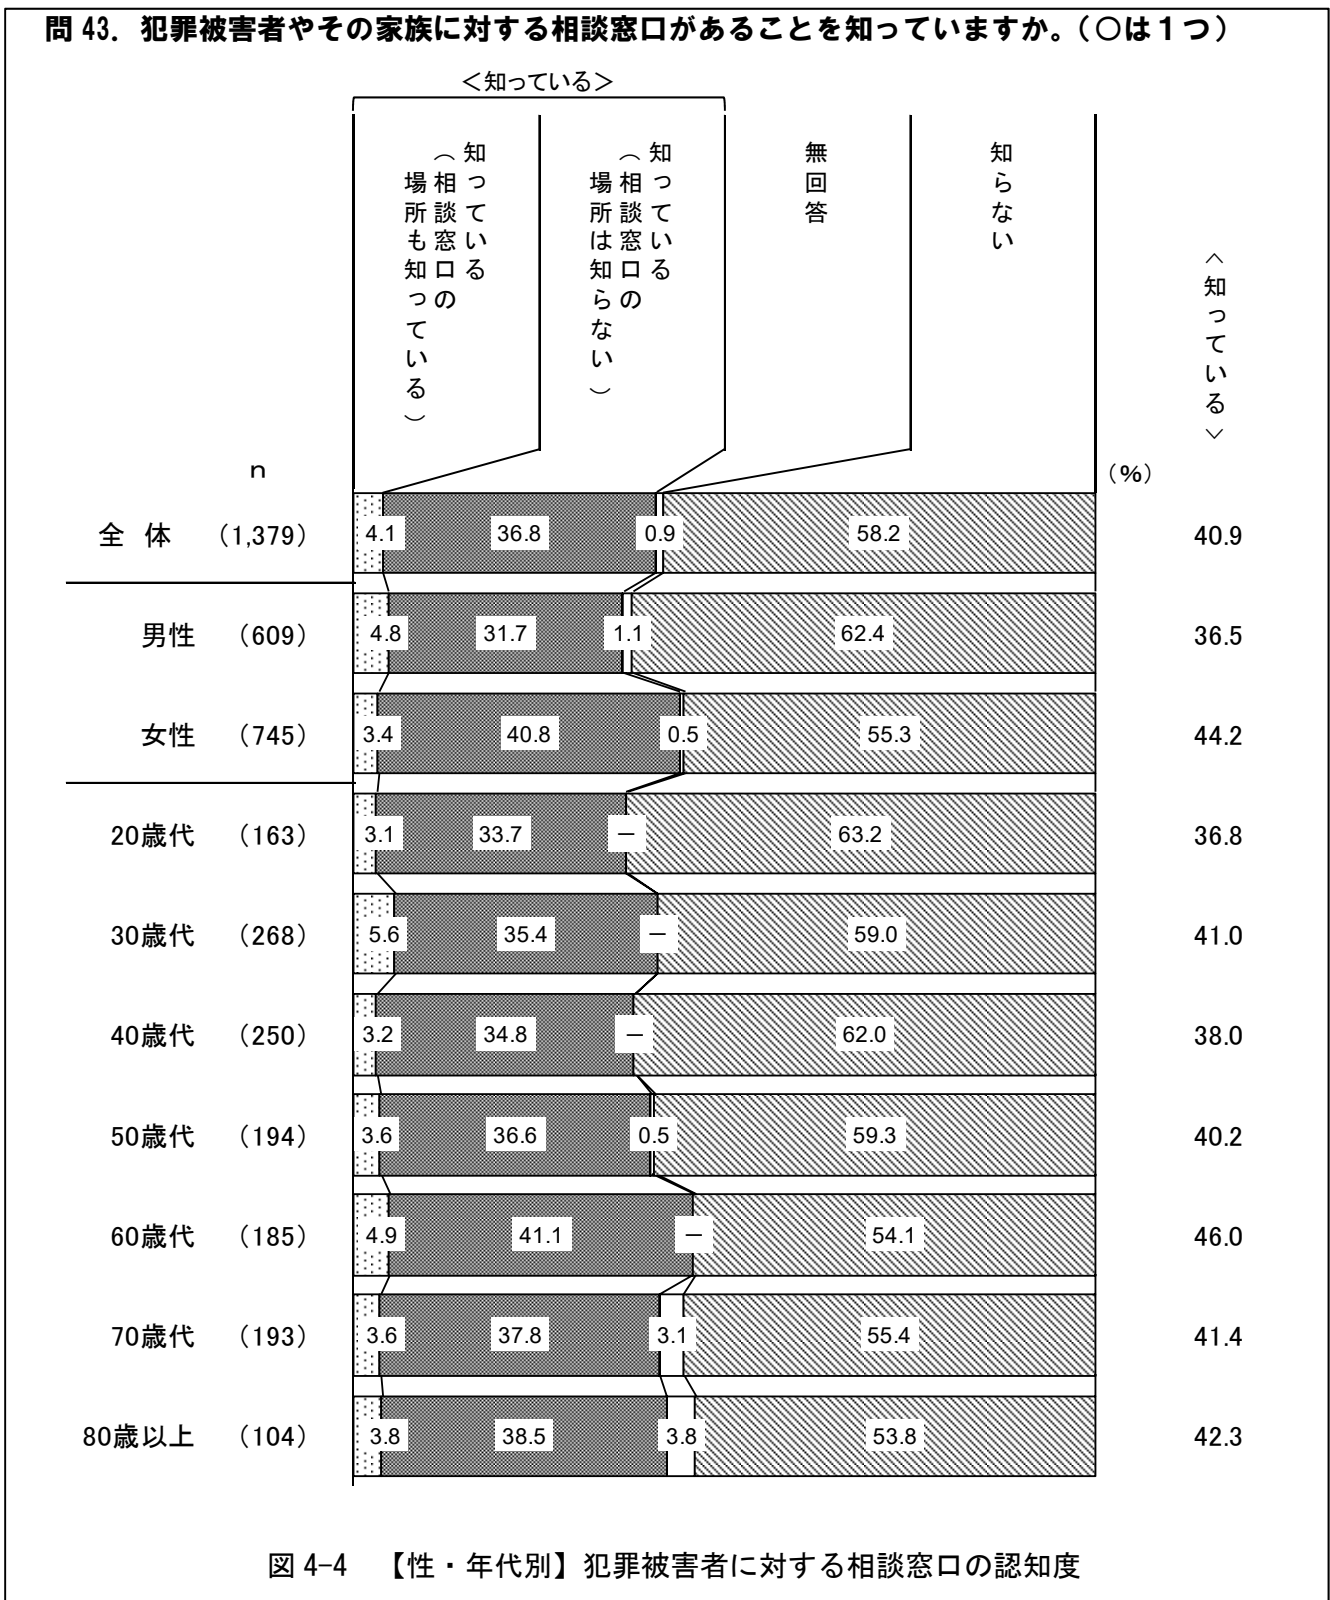 問 43. 犯罪被害者やその家族に対する相談窓口があることを知っていますか。(○は1つ)
＜知っている＞
知っている
（相談窓口の
場所も知っている）
知っている
（相談窓口の
場所は知らない）
無回答
知らない
＜知っている＞
n
(%)
全 体 (1,379) 4.1 36.8 0.9 58.2 40.9
男性 (609) 4.8 31.7 1.1 62.4 36.5
女性 (745) 3.4 40.8 0.5 55.3 44.2
20歳代 (163) 3.1 33.7 － 63.2 36.8
30歳代 (268) 5.6 35.4 － 59.0 41.0
40歳代 (250) 3.2 34.8 － 62.0 38.0
50歳代 (194) 3.6 36.6 0.5 59.3 40.2
60歳代 (185) 4.9 41.1 － 54.1 46.0
70歳代 (193) 3.6 37.8 3.1 55.4 41.4
80歳以上 (104) 3.8 38.5 3.8 53.8 42.3
図 4-4 【性・年代別】犯罪被害者に対する相談窓口の認知度